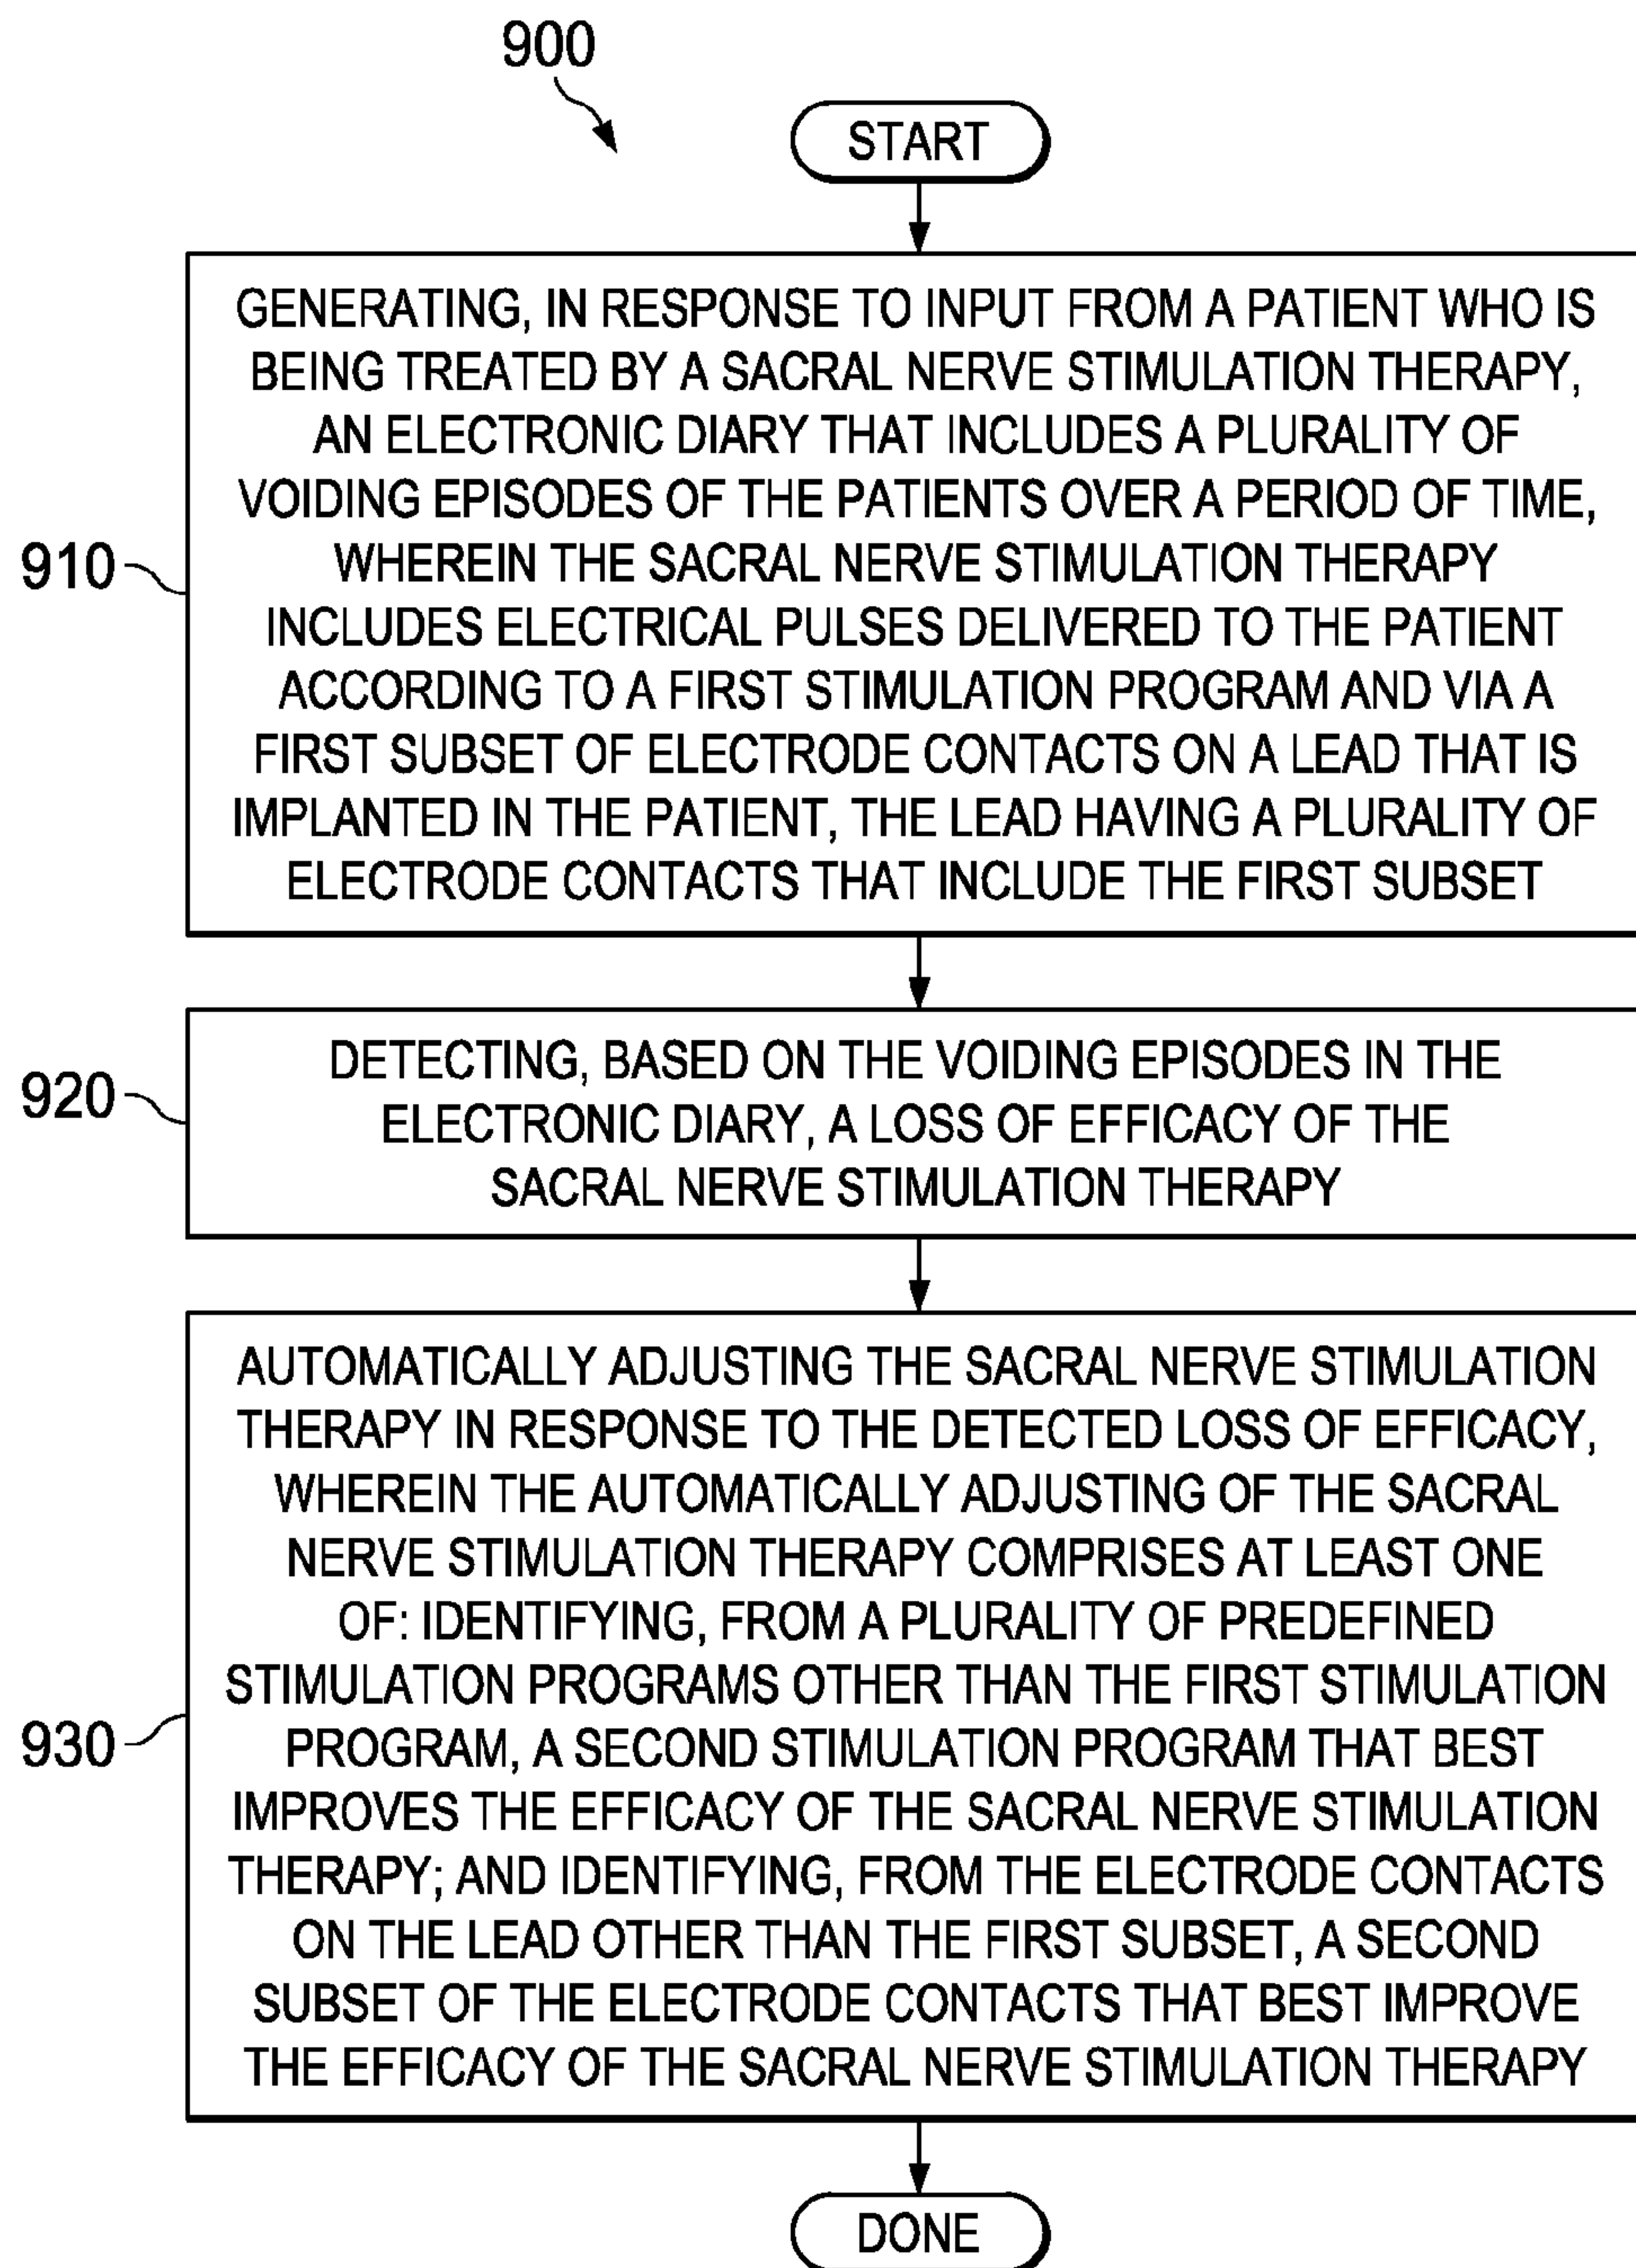 900
START
GENERATING, IN RESPONSE TO INPUT FROM A PATIENT WHO IS
BEING TREATED BY A SACRAL NERVE STIMULATION THERAPY,
AN ELECTRONIC DIARY THAT INCLUDES A PLURALITY OF
VOIDING EPISODES OF THE PATIENTS OVER A PERIOD OF TIME,
WHEREIN THE SACRAL NERVE STIMULATION THERAPY
INCLUDES ELECTRICAL PULSES DELIVERED TO THE PATIENT
ACCORDING TO A FIRST STIMULATION PROGRAM AND VIA A
FIRST SUBSET OF ELECTRODE CONTACTS ON A LEAD THAT IS
IMPLANTED IN THE PATIENT, THE LEAD HAVING A PLURALITY OF
ELECTRODE CONTACTS THAT INCLUDE THE FIRST SUBSET
910
DETECTING, BASED ON THE VOIDING EPISODES IN THE
ELECTRONIC DIARY, A LOSS OF EFFICACY OF THE
SACRAL NERVE STIMULATION THERAPY
920
AUTOMATICALLY ADJUSTING THE SACRAL NERVE STIMULATION
THERAPY IN RESPONSE TO THE DETECTED LOSS OF EFFICACY,
WHEREIN THE AUTOMATICALLY ADJUSTING OF THE SACRAL
NERVE STIMULATION THERAPY COMPRISES AT LEAST ONE
OF: IDENTIFYING, FROM A PLURALITY OF PREDEFINED
STIMULATION PROGRAMS OTHER THAN THE FIRST STIMULATION
PROGRAM, A SECOND STIMULATION PROGRAM THAT BEST
IMPROVES THE EFFICACY OF THE SACRAL NERVE STIMULATION
THERAPY; AND IDENTIFYING, FROM THE ELECTRODE CONTACTS
ON THE LEAD OTHER THAN THE FIRST SUBSET, A SECOND
SUBSET OF THE ELECTRODE CONTACTS THAT BEST IMPROVE
THE EFFICACY OF THE SACRAL NERVE STIMULATION THERAPY
930
DONE